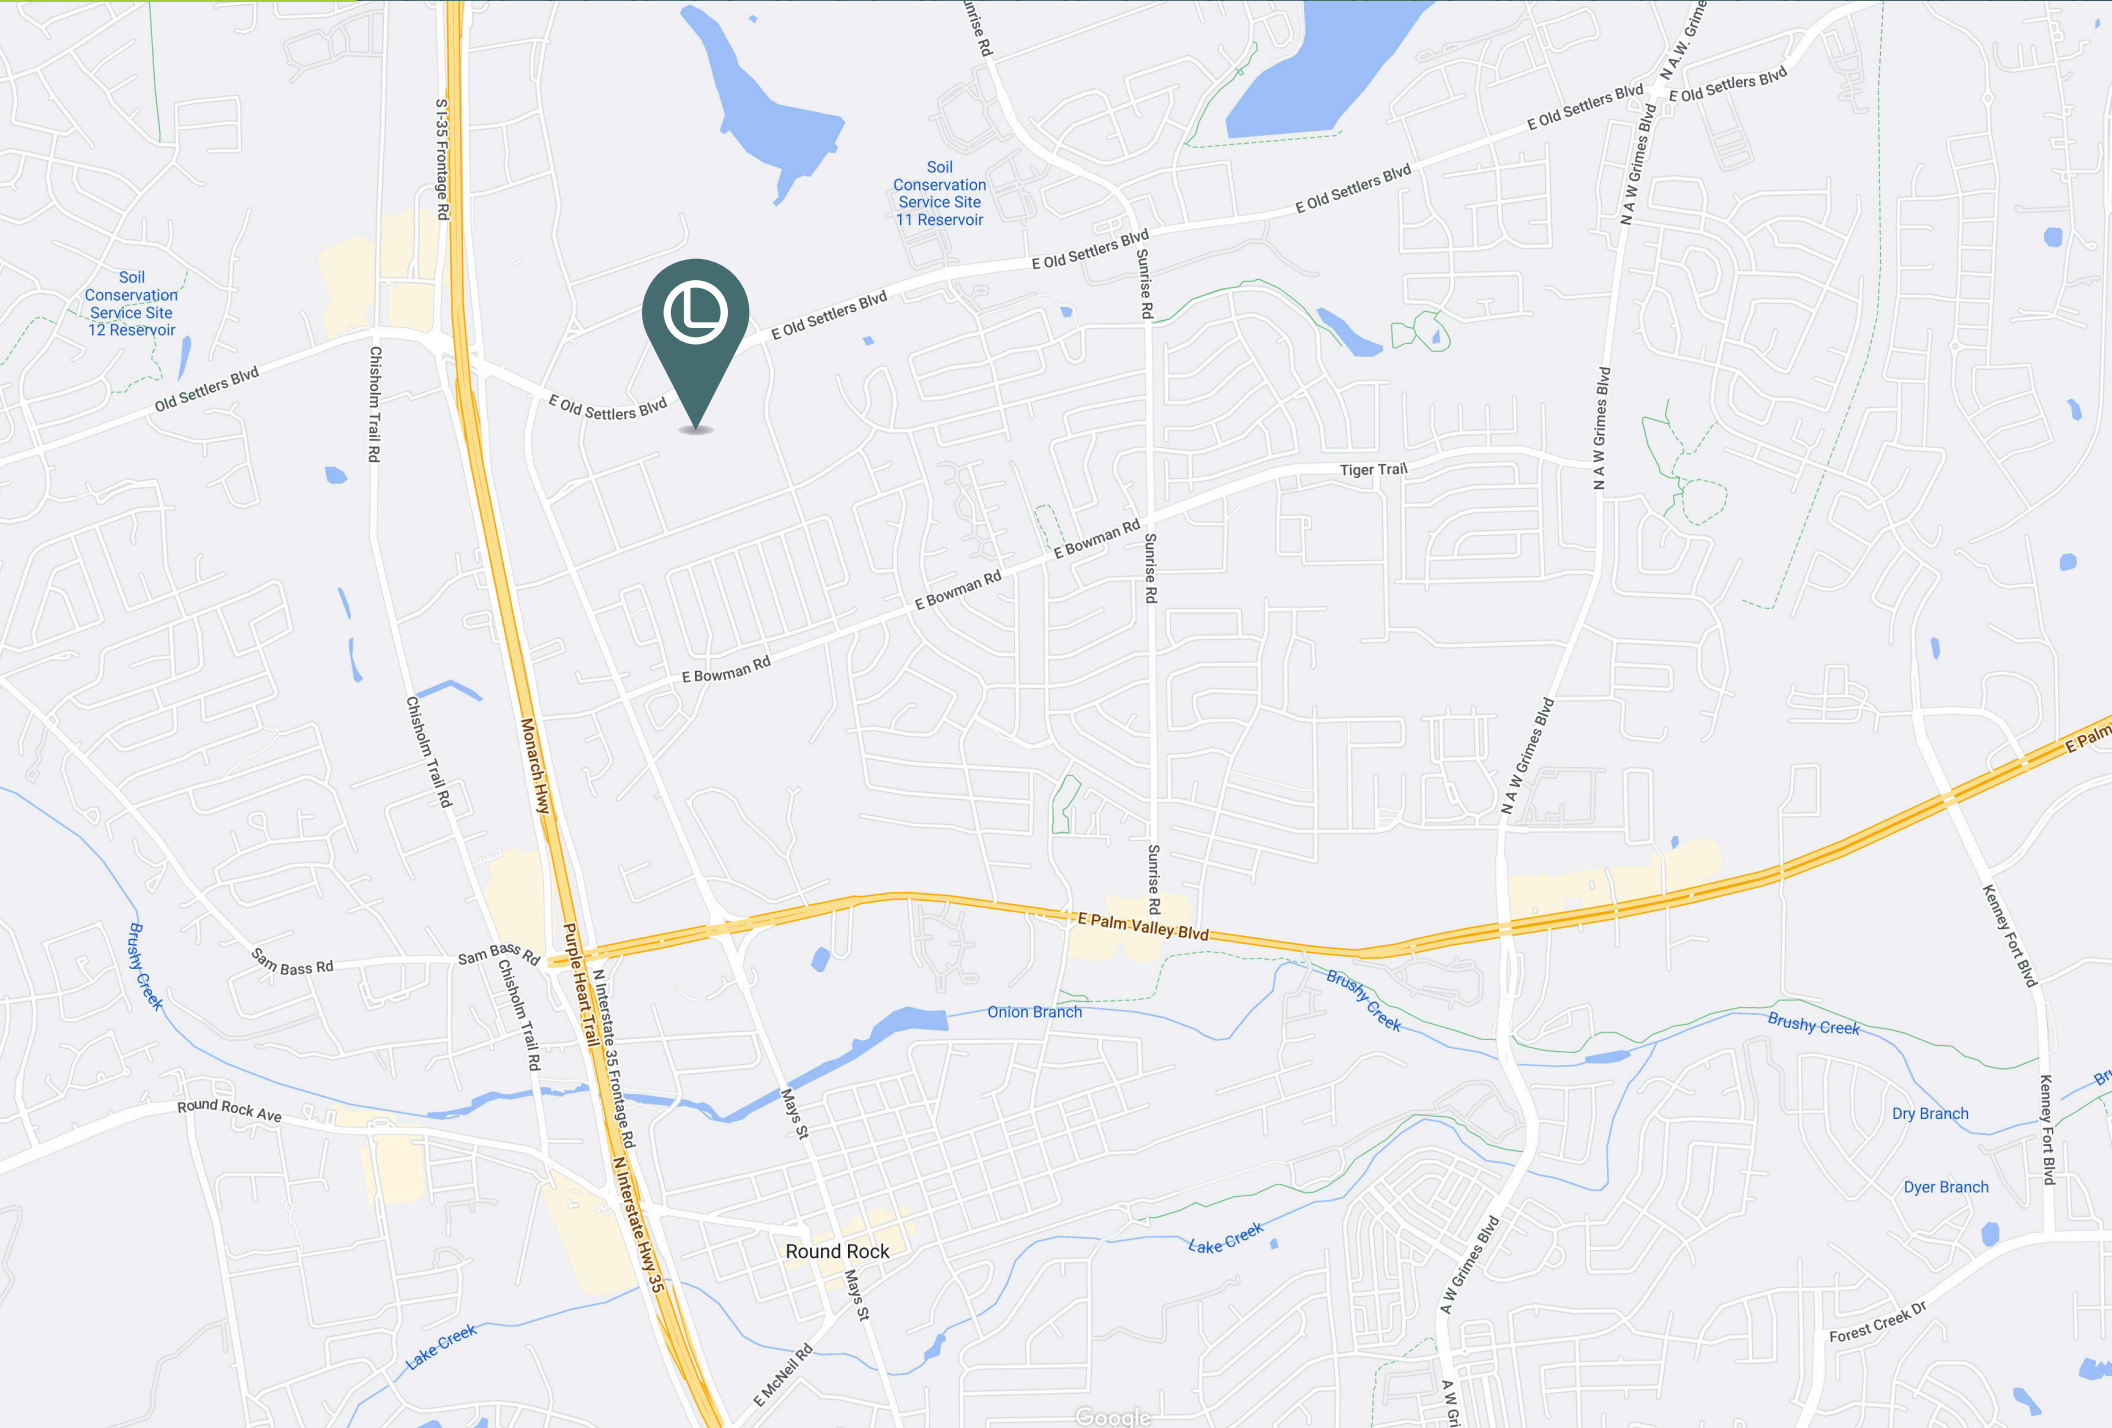 S I-35 Frontage Rd
unrise Rd
N A.W. Grime
E Old Settlers Blvd
E Old Settlers Blvd
N A W Grimes Blvd
Soil
Conservation
Service Site
11 Reservoir
E Old Settlers Blvd
E Old Settlers Blvd
Sunrise Rd
Soil
Conservation
Service Site
12 Reservoir
E Old Settlers Blvd
Old Settlers Blvd
Chisholm Trail Rd
E Old Settlers Blvd
N A W Grimes Blvd
Tiger Trail
E Bowman Rd
Sunrise Rd
E Bowman Rd
E Bowman Rd
Chisholm Trail Rd
Monarch Hwy
N A W Grimes Blvd
E Palm
Sunrise Rd
E Palm Valley Blvd
Kenney Fort Blvd
Brushy Creek
Sam Bass Rd
Sam Bass Rd
Purple Heart Trail
Chisholm Trail Rd
N Interstate 35 Frontage Rd
Onion Branch
Brushy Creek
Brushy Creek
Round Rock Ave
Mays St
Dry Branch
Kenney Fort Blvd
Dyer Branch
N Interstate Hwy 35
Round Rock
Lake Creek
A W Grimes Blvd
Mays St
Lake Creek
E McNeil Rd
Forest Creek Dr
A W Gri
Google